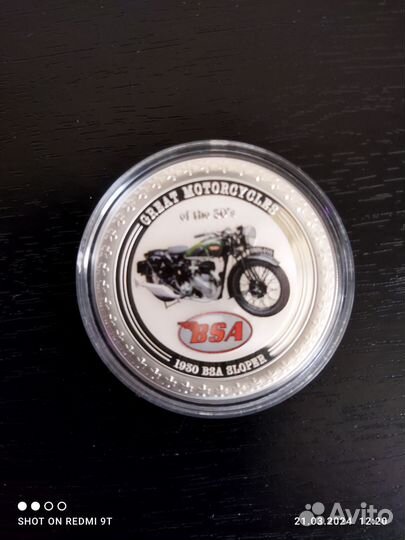 GREAT MOTORCYCLES
of the 30's
BSA
1930 BSA SLOPER
SHOT ON REDMI 9T
21.03.2024 12:20
Avito